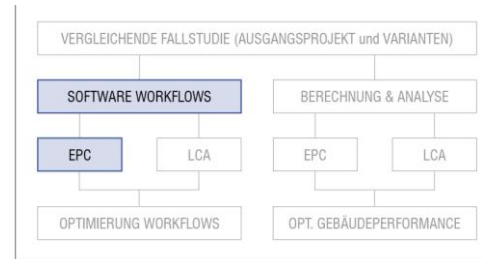 VERGLEICHENDE FALLSTUDIE (AUSGANGSPROJEKT und VARIANTEN)
SOFTWARE WORKFLOWS
BERECHNUNG & ANALYSE
EPC
LCA
EPC
LCA
OPTIMIERUNG WORKFLOWS
OPT. GEBÄUDEPERFORMANCE